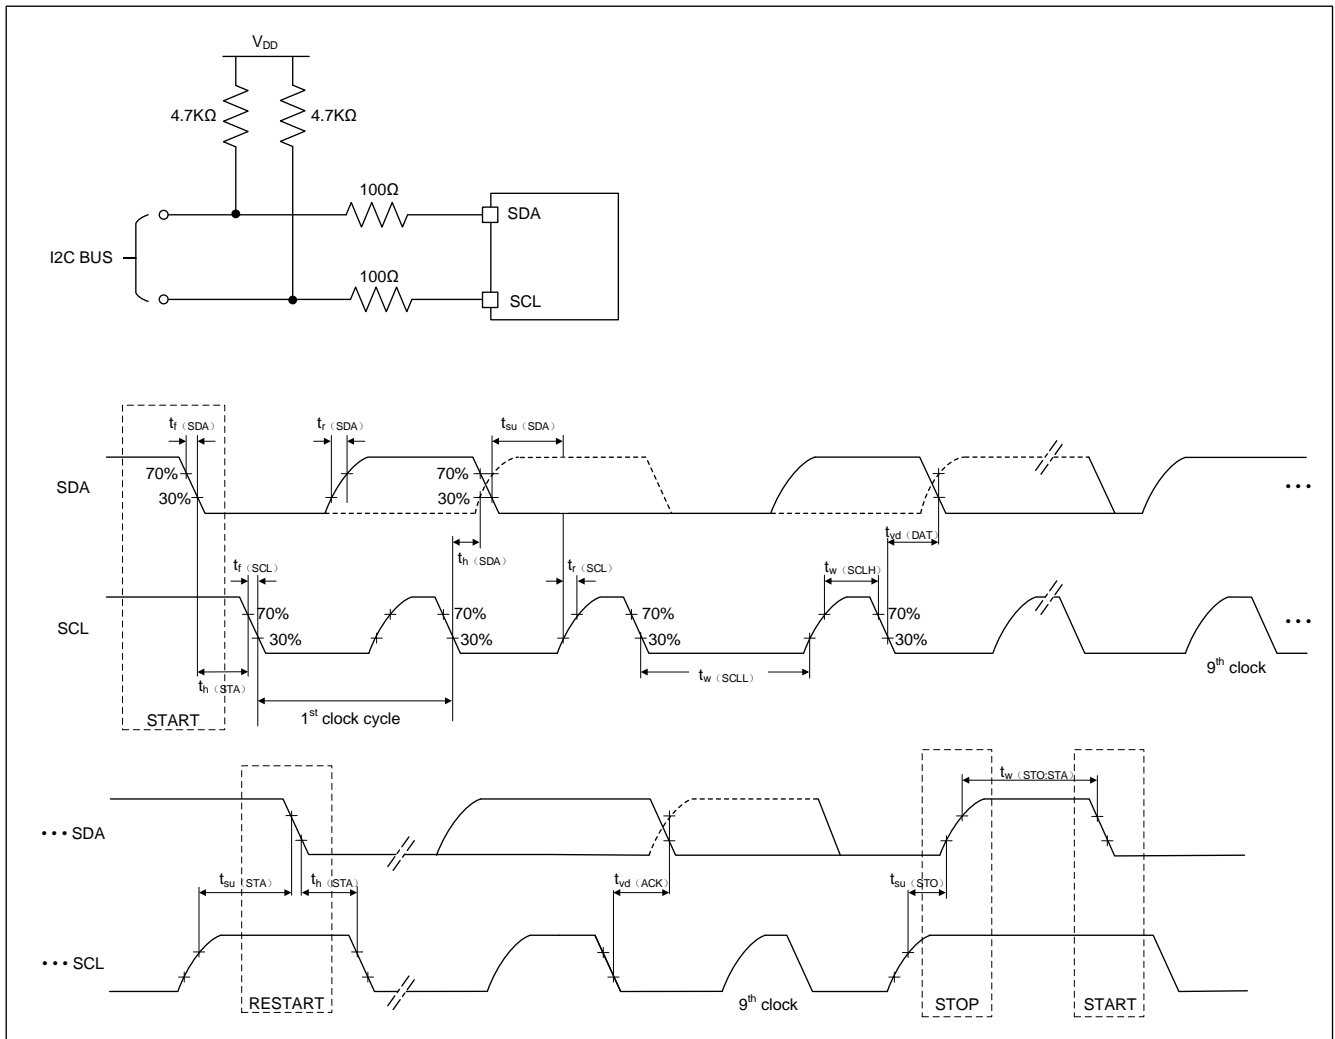 VDD
4.7KΩ 4.7KΩ
100Ω
SDA
I2C BUS
100Ω
SCL
tf（SDA） tr（SDA） tsu（SDA）
70% 70%
SDA
30% 30%
...
th（SDA） tvd（DAT）
tf（SCL） tr（SCL） tw（SCLH）
70% 70% 70% 70%
SCL
30% 30% 30% 30%
...
th（STA） tw（SCLL） 9th clock
START 1st clock cycle
tw（STO:STA）
... SDA
tsu（STA） th（STA） tvd（ACK） tsu（STO）
... SCL
RESTART 9th clock STOP START